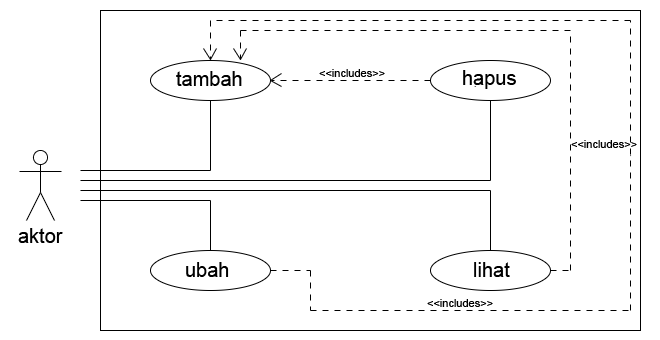 tambah
<<includes>>
hapus
<<includes>>
aktor
ubah
lihat
<<includes>>